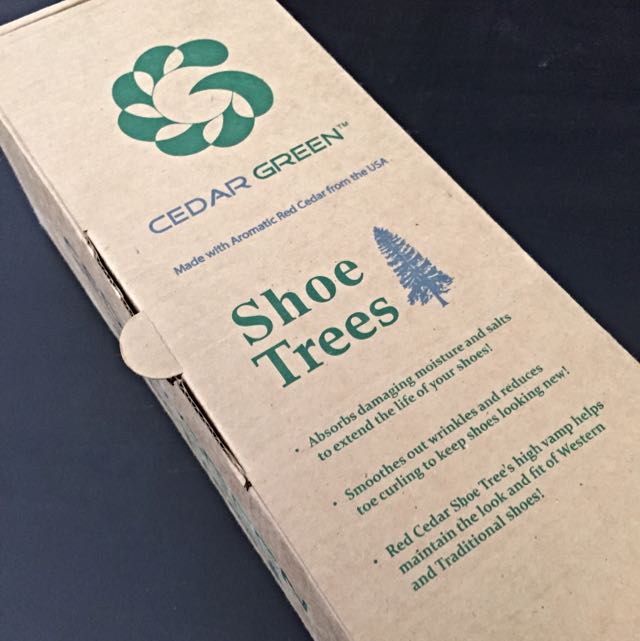 CEDAR GREEN™
Made with Aromatic Red Cedar from the USA
Shoe
Trees
• Absorbs damaging moisture and salts
to extend the life of your shoes!
• Smoothes out wrinkles and reduces
toe curling to keep shoes looking new!
• Red Cedar Shoe Tree's high vamp helps
maintain the look and fit of Western
and Traditional shoes!